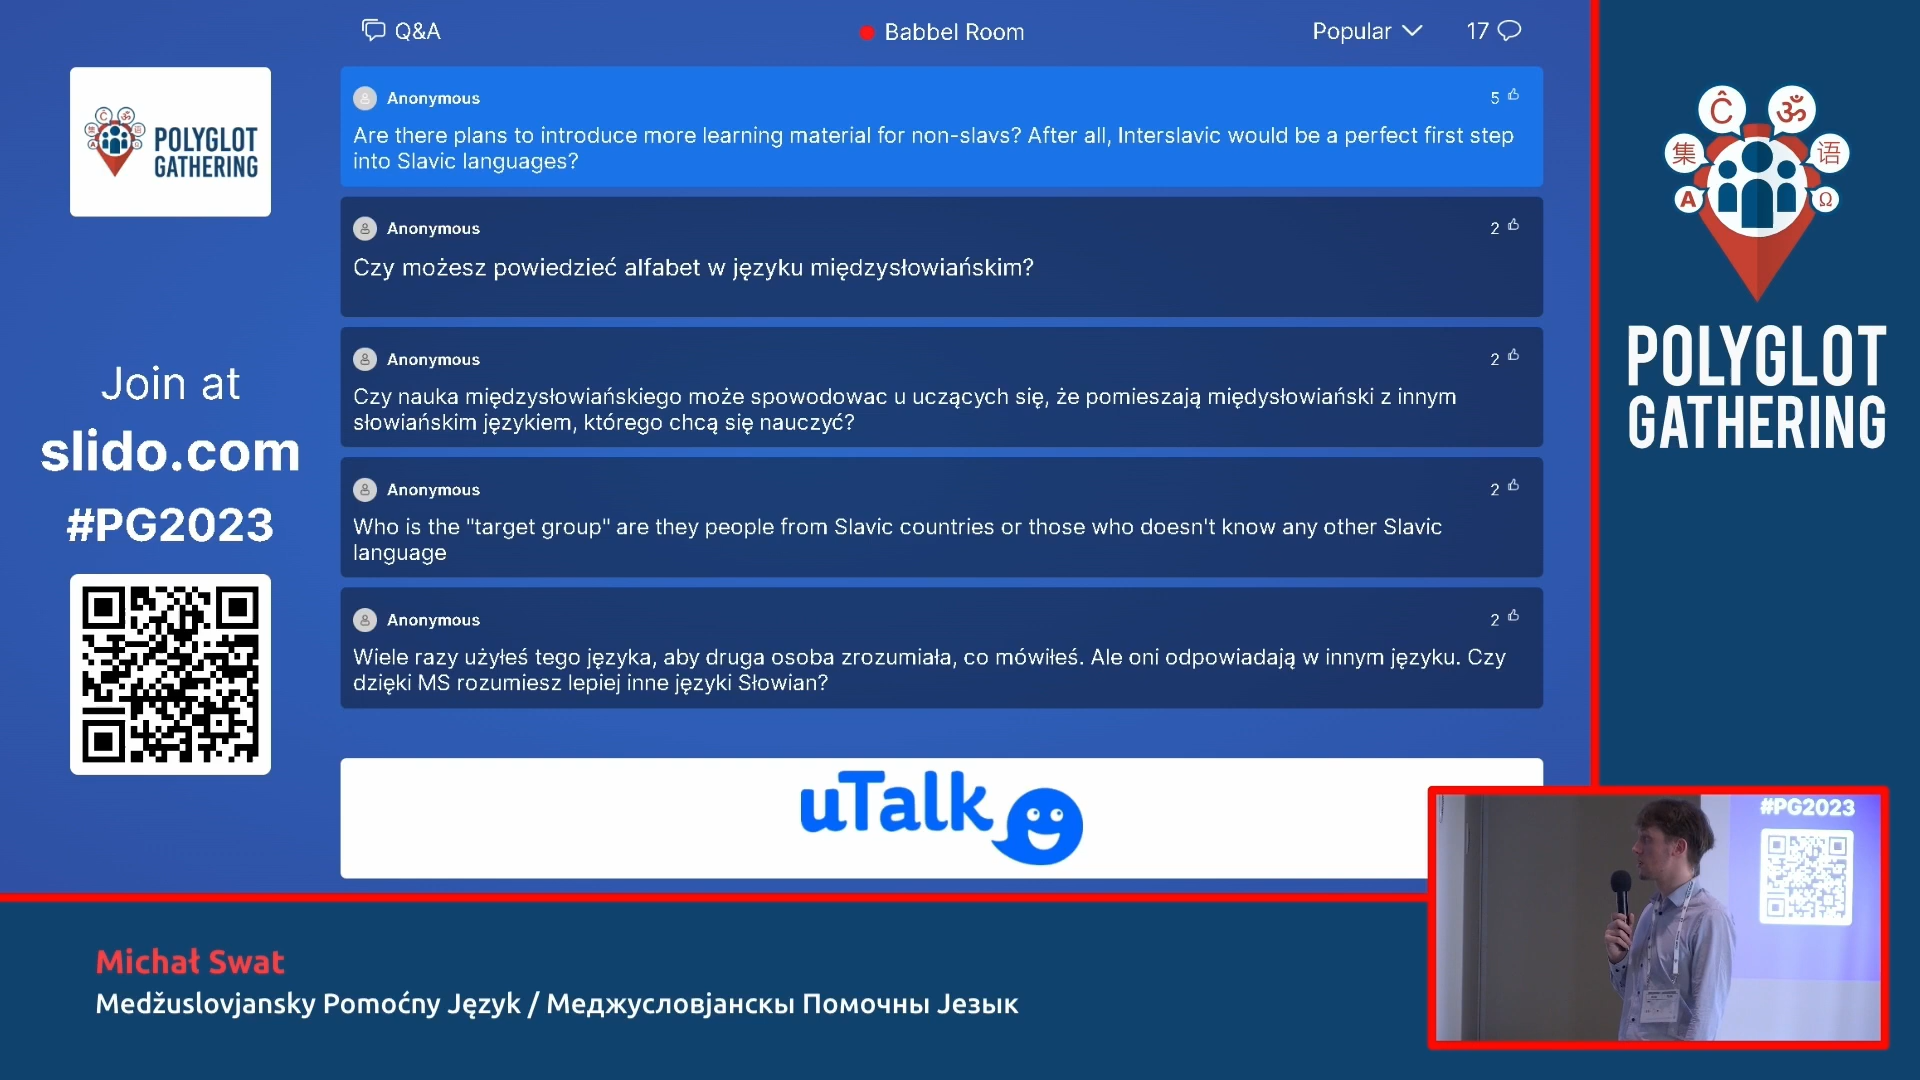 Q&A
Babbel Room
Popular
17
POLYGLOT
GATHERING
Join at
slido.com
#PG2023
Anonymous
5
Are there plans to introduce more learning material for non-slavs? After all, Interslavic would be a perfect first step
into Slavic languages?
Anonymous
2
Czy możesz powiedzieć alfabet w języku międzysłowiańskim?
Anonymous
2
Czy nauka międzysłowiańskiego może spowodowac u uczących się, że pomieszają międysłowiański z innym
słowiańskim językiem, którego chcą się nauczyć?
Anonymous
2
Who is the "target group" are they people from Slavic countries or those who doesn't know any other Slavic
language
Anonymous
2
Wiele razy użyłeś tego języka, aby druga osoba zrozumiała, co mówiłeś. Ale oni odpowiadają w innym języku. Czy
dzięki MS rozumiesz lepiej inne języki Słowian?
uTalk
Ĉ
ॐ
集
语
A
Ω
POLYGLOT
GATHERING
#PG2023
Michał Swat
Medžuslovjansky Pomoćny Język / Меджусловјанскы Помочны Језык